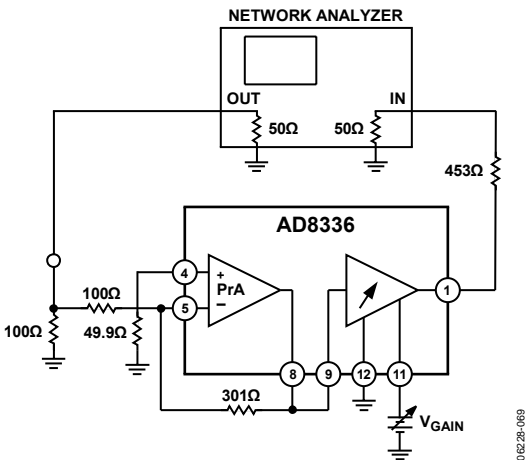 NETWORK ANALYZER
OUT
IN
50Ω
50Ω
453Ω
AD8336
4
+
PrA
100Ω
5
–
1
100Ω
49.9Ω
301Ω
8
9
12
11
VGAIN
06228-069